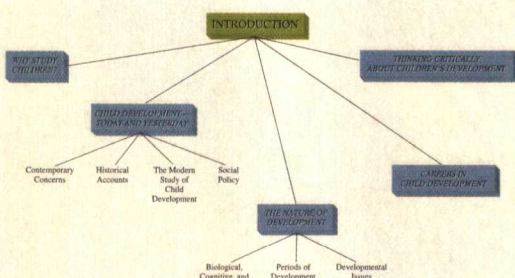 INTRODUCTION
WHY STUDY
CHILDREN?
THINKING CRITICALLY
ABOUT CHILDREN'S DEVELOPMENT
CHILD DEVELOPMENT—
TODAY AND YESTERDAY
Contemporary
Concerns
Historical
Accounts
The Modern
Study of
Child
Development
Social
Policy
CAREERS IN
CHILD DEVELOPMENT
THE NATURE OF
DEVELOPMENT
Biological,
Cognitive, and
Periods of
Development
Developmental
Issues